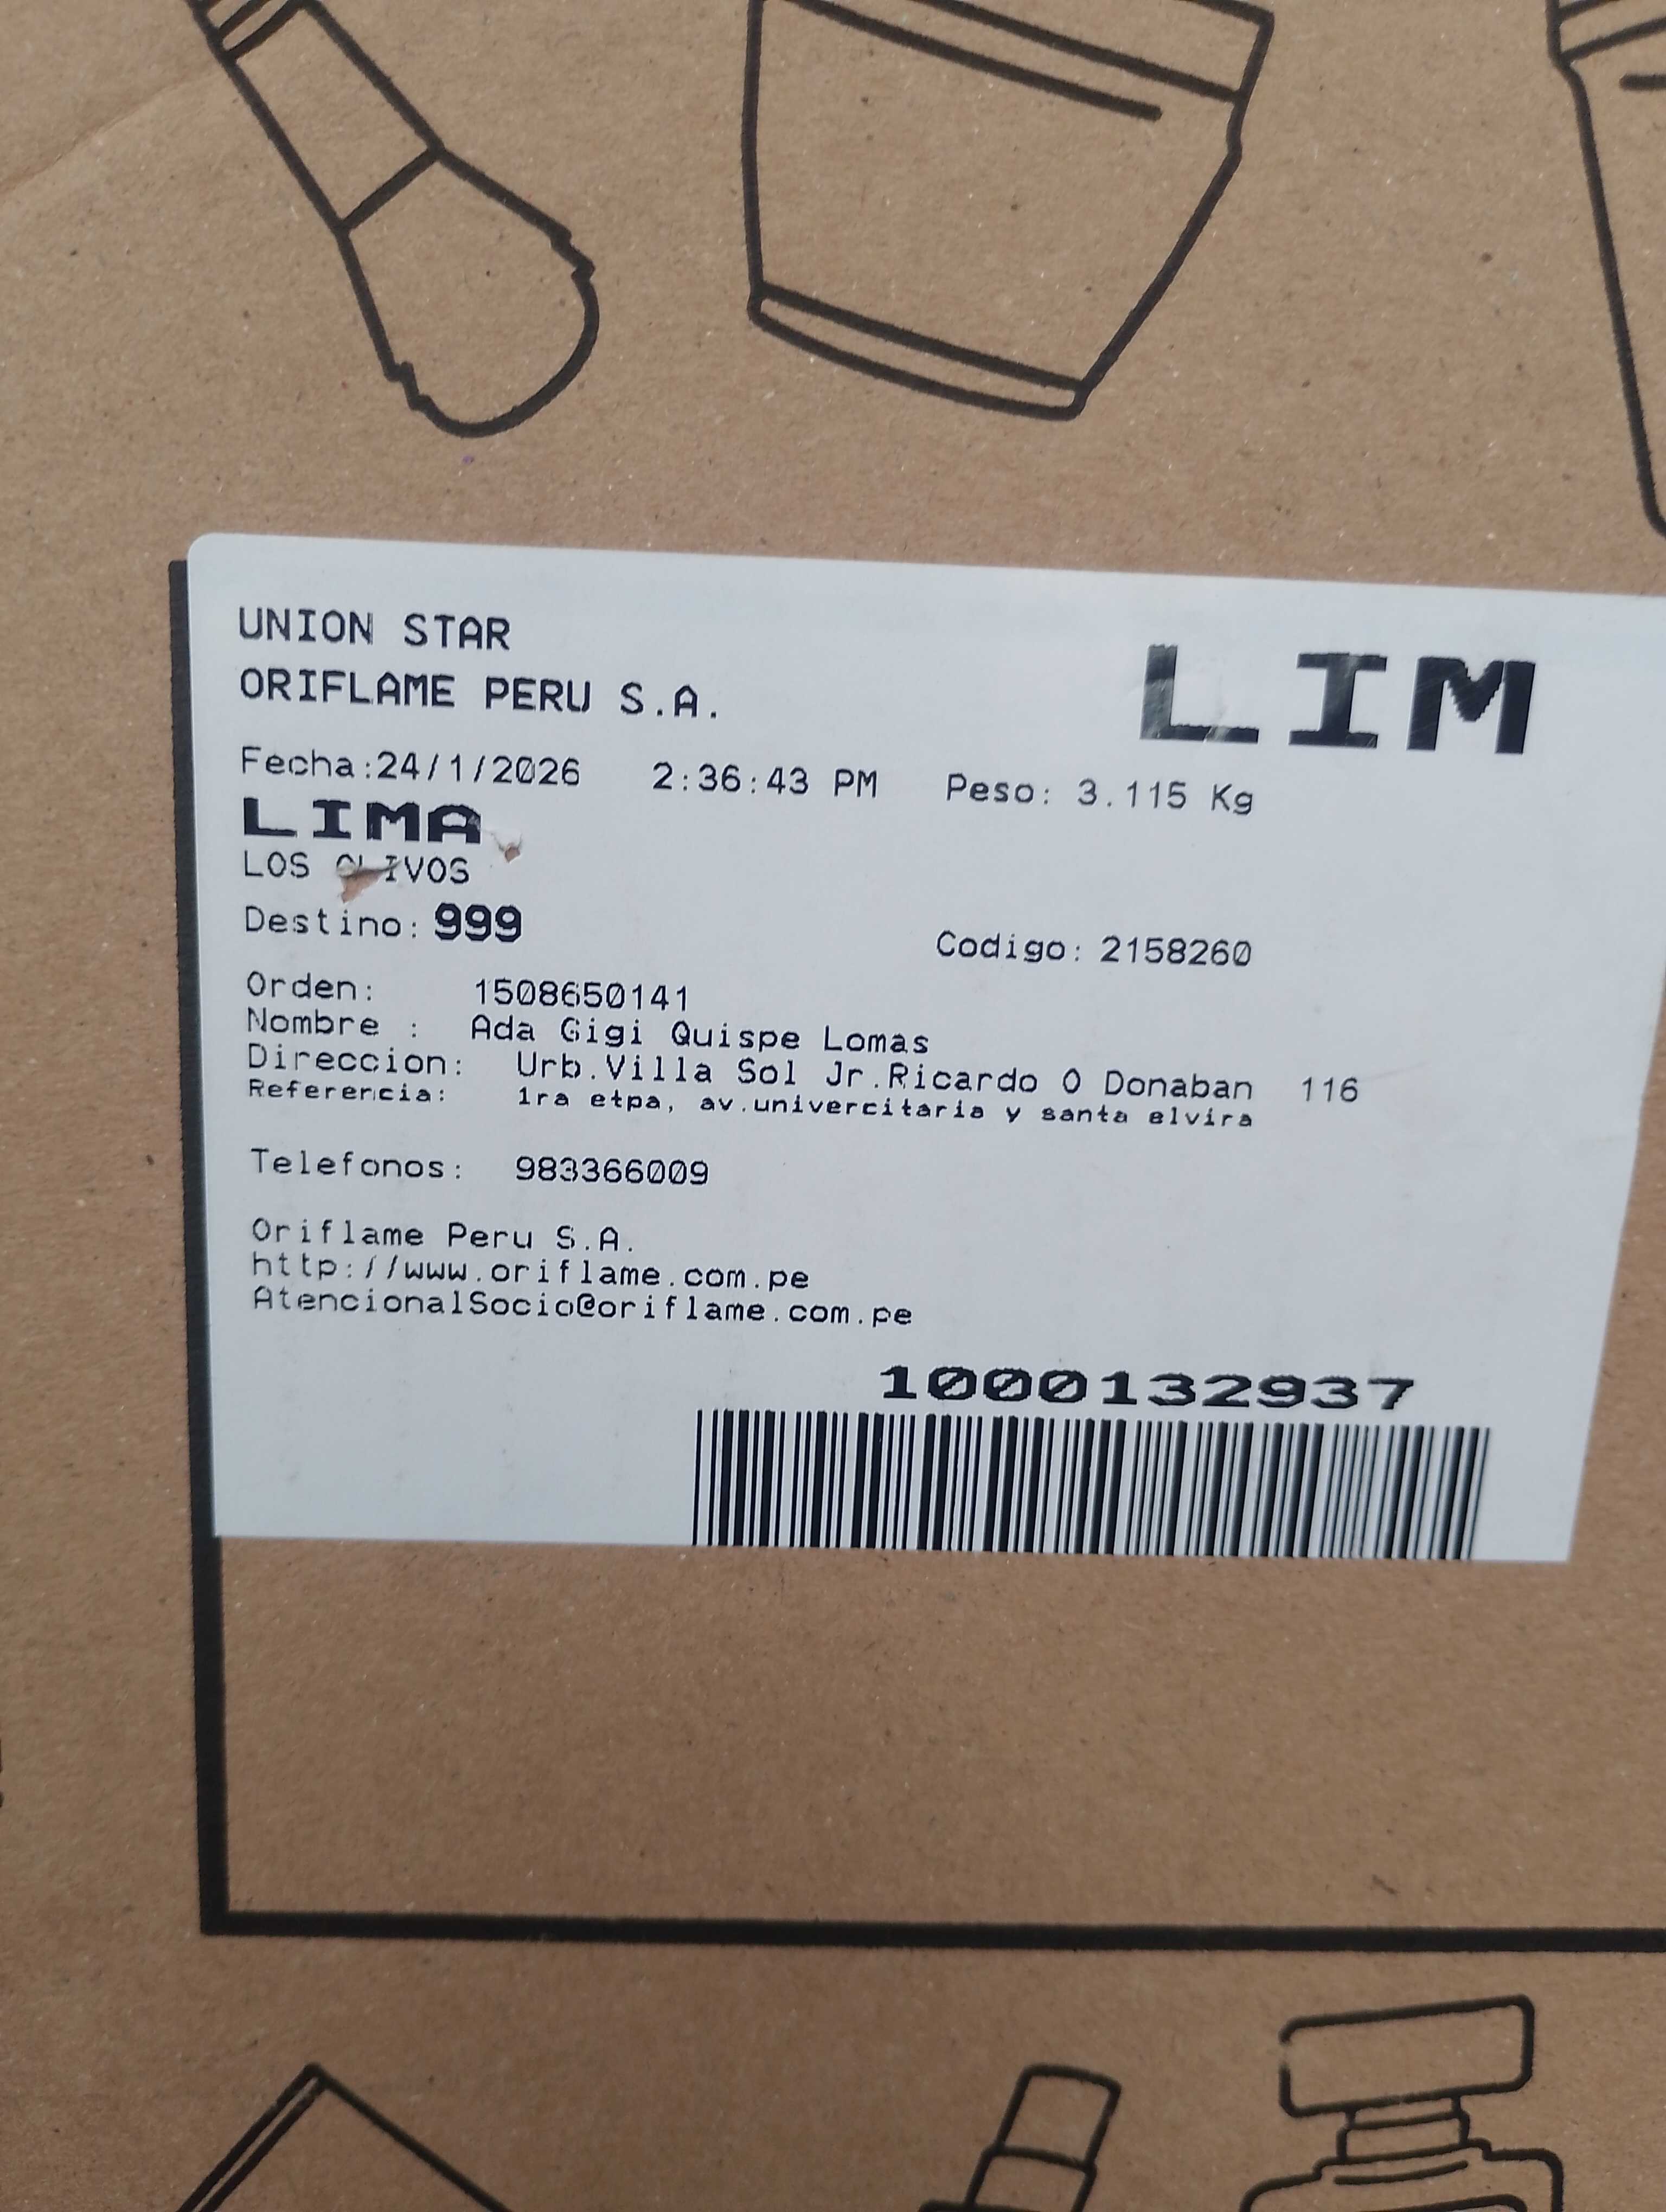 UNION STAR
ORIFLAME PERU S.A.
LIM
Fecha:24/1/2026 2:36:43 PM Peso: 3.115 Kg
LIMA
LOS OLIVOS
Destino: 999 Codigo: 2158260
Orden: 1508650141
Nombre : Ada Gigi Quispe Lomas
Direccion: Urb.Villa Sol Jr.Ricardo O Donaban 116
Referencia: 1ra etpa, av.univercitaria y santa elvira
Telefonos: 983366009
Oriflame Peru S.A.
http://www.oriflame.com.pe
AtencionalSocio@oriflame.com.pe
1000132937